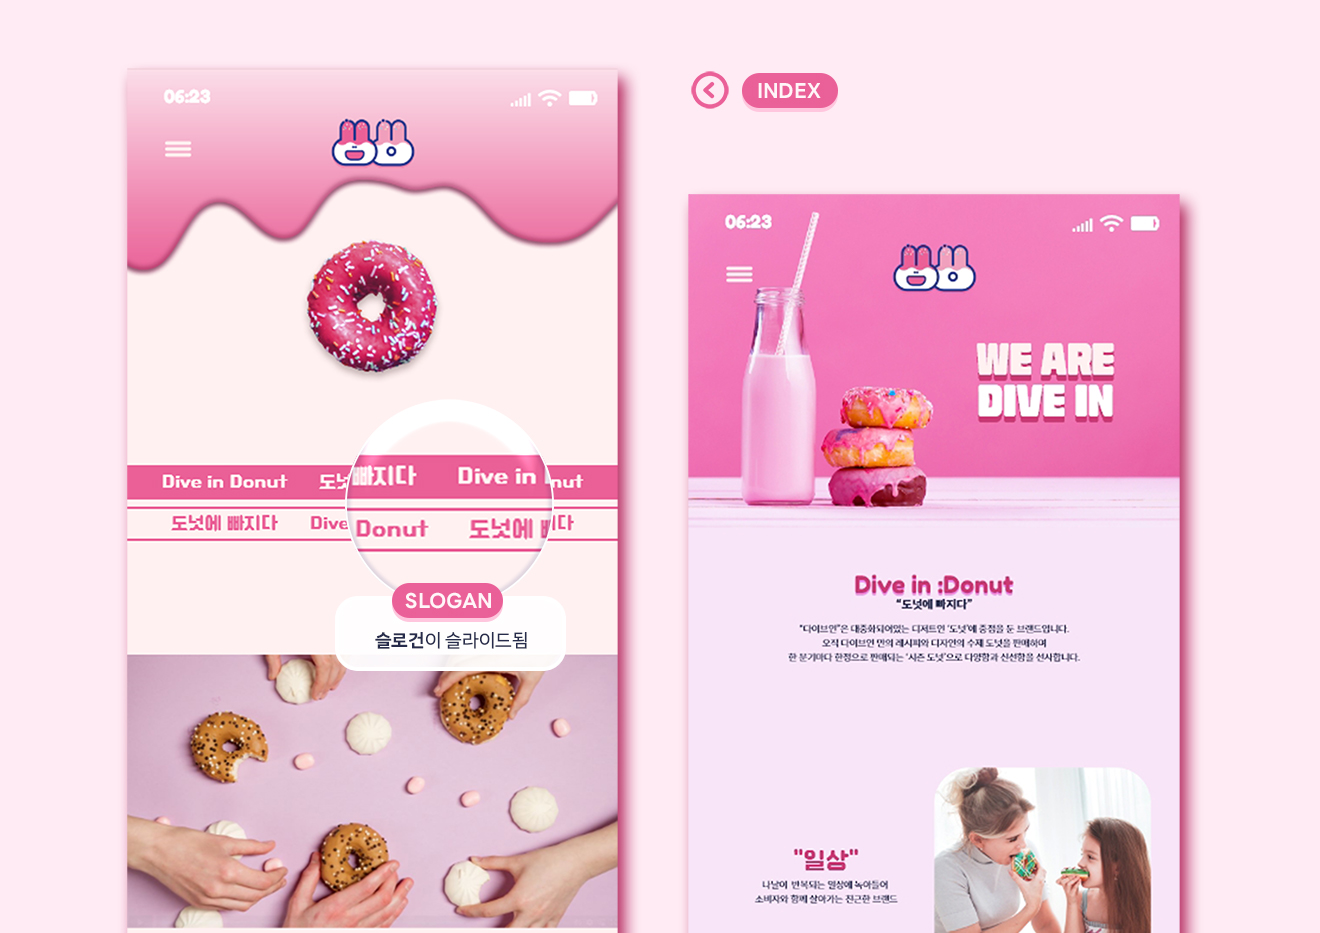 06:23
Dive in Donut 도넛
빠지다 Dive in
nut
도넛에 빠지다 Dive
Donut 도넛에 빠
지다
SLOGAN
슬로건이 슬라이드됨
INDEX
06:23
WE ARE
DIVE IN
Dive in :Donut
“도넛에 빠지다”
"다이브인"은 대중화되어있는 디저트인 '도넛'에 중점을 둔 브랜드입니다.
오직 다이브인 만의 레시피와 디자인의 수제 도넛을 판매하며
한 분기마다 한정으로 판매되는 '시즌 도넛'으로 다양함과 신선함을 선사합니다.
"일상"
나날이 반복되는 일상에 녹아들어
소비자와 함께 살아가는 친근한 브랜드